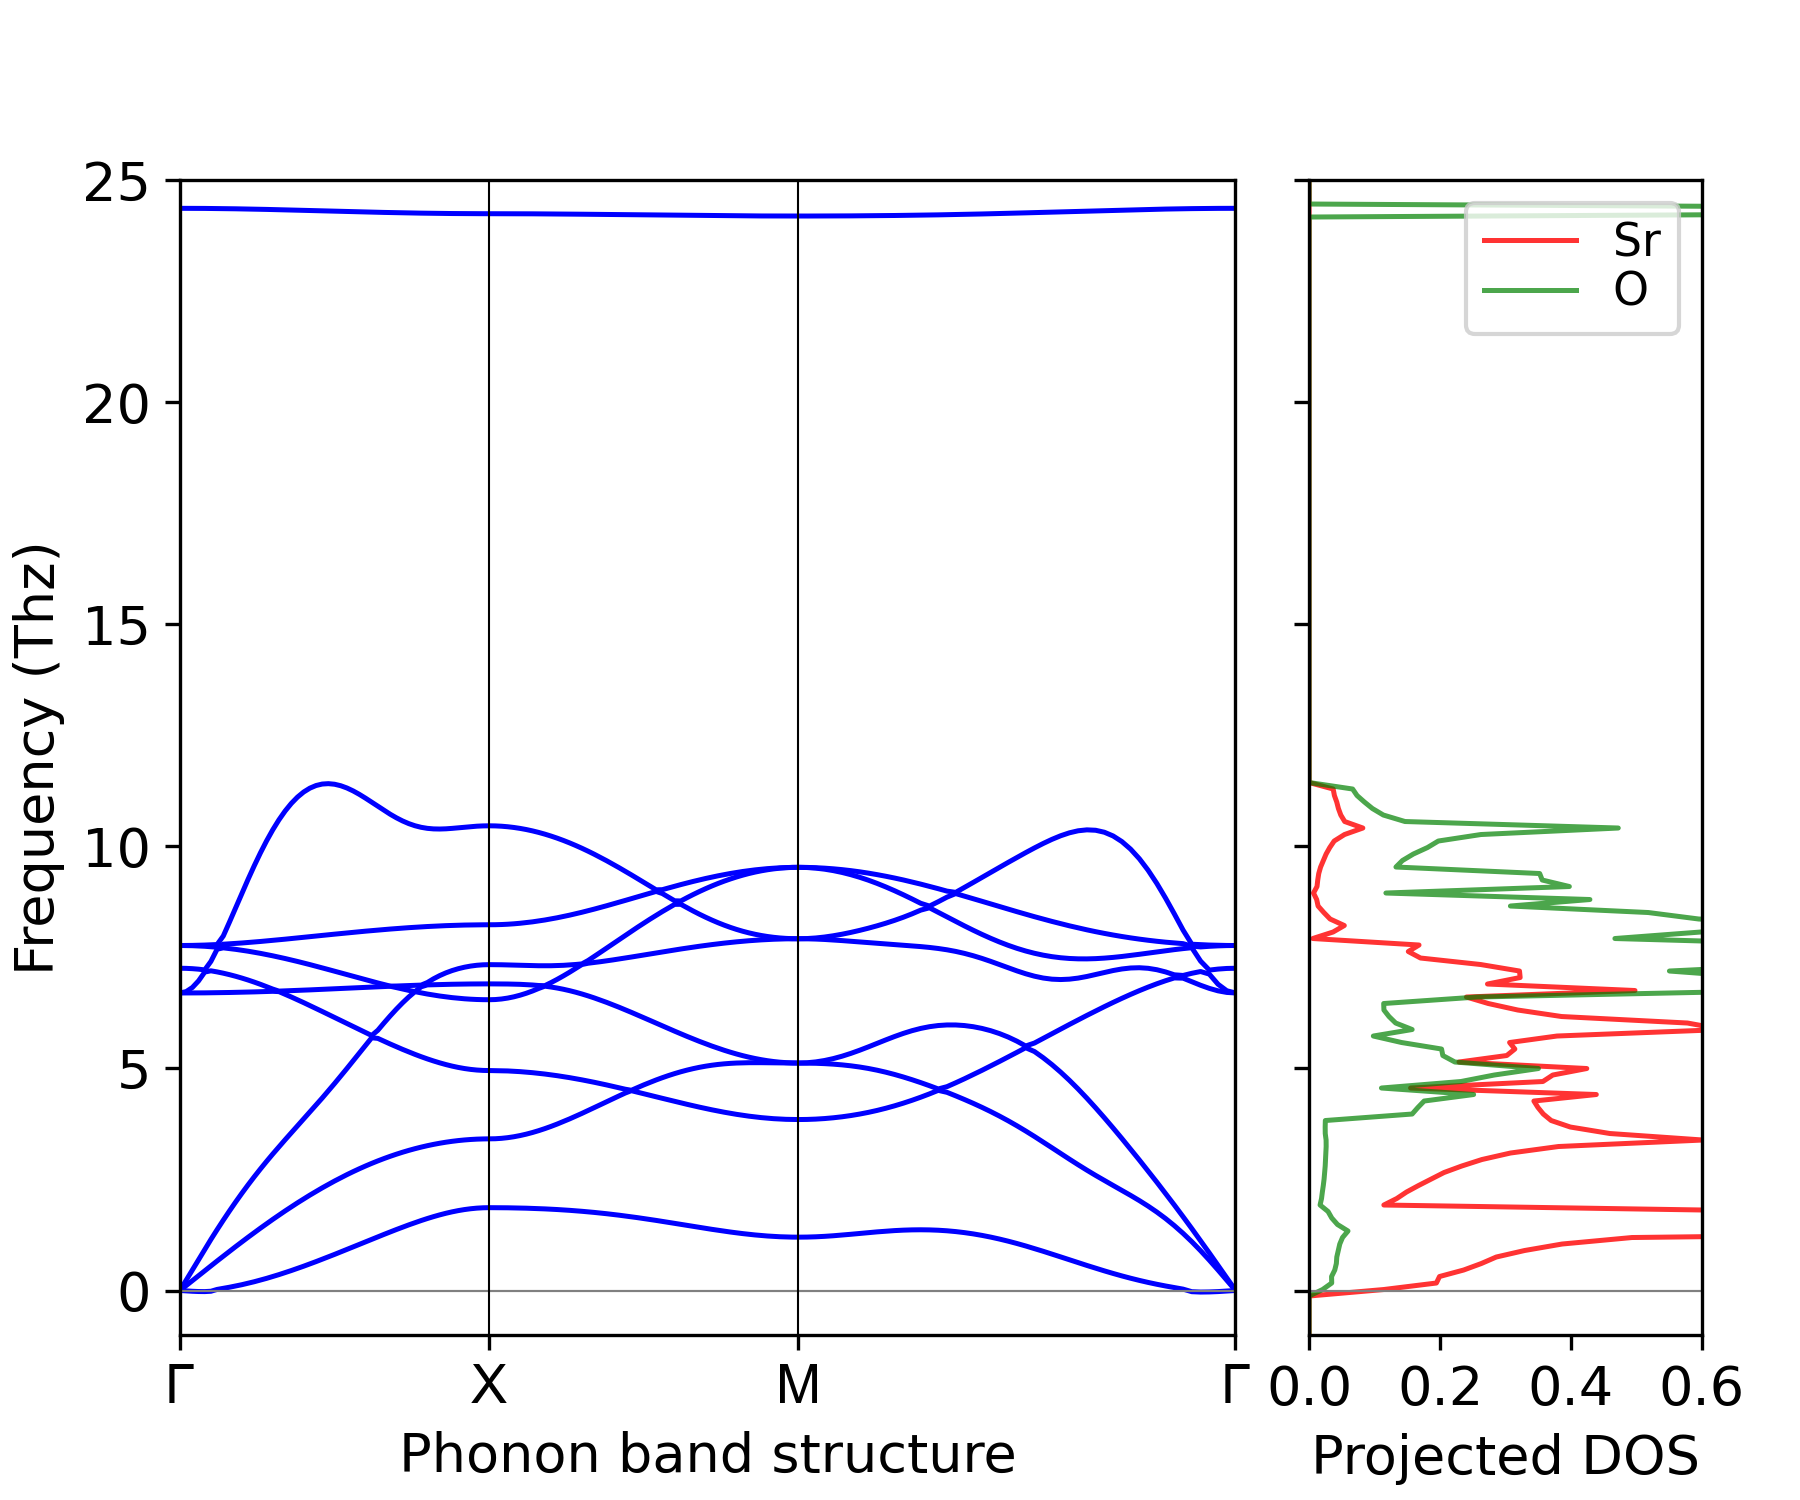 25
20
15
10
5
0
Frequency (Thz)
Γ X M Γ
Phonon band structure
Sr
O
0.0 0.2 0.4 0.6
Projected DOS